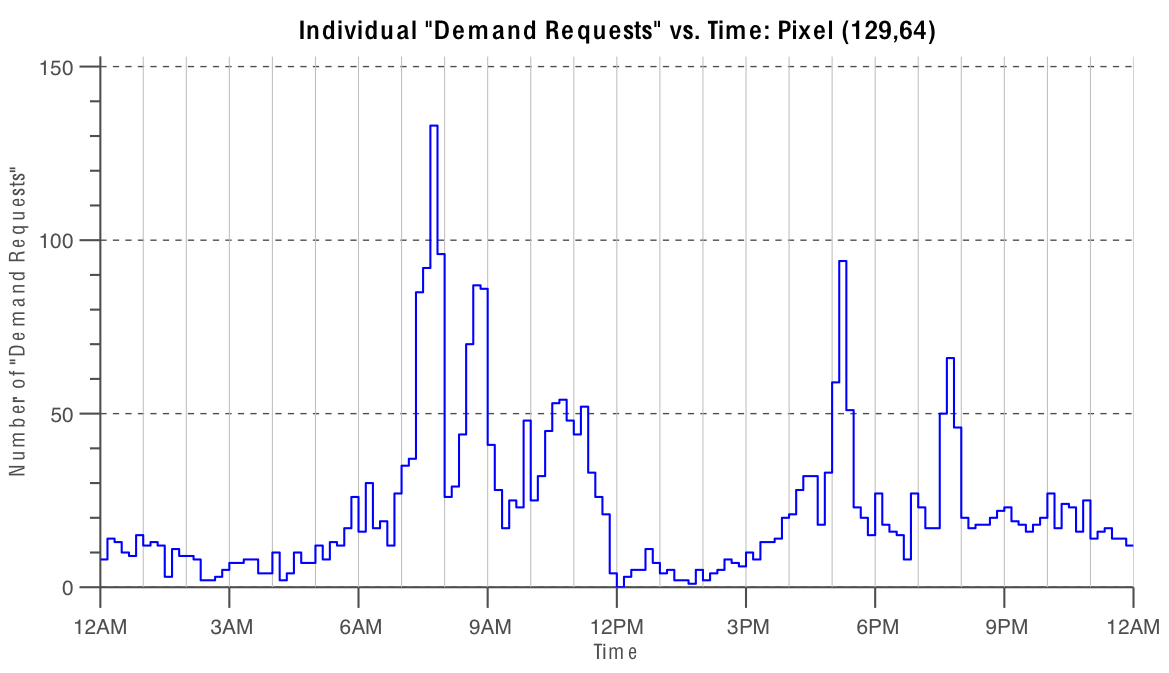 Individual "Demand Requests" vs. Time: Pixel (129,64)
150
100
50
0
Number of "Demand Requests"
12AM 3AM 6AM 9AM 12PM 3PM 6PM 9PM 12AM
Time